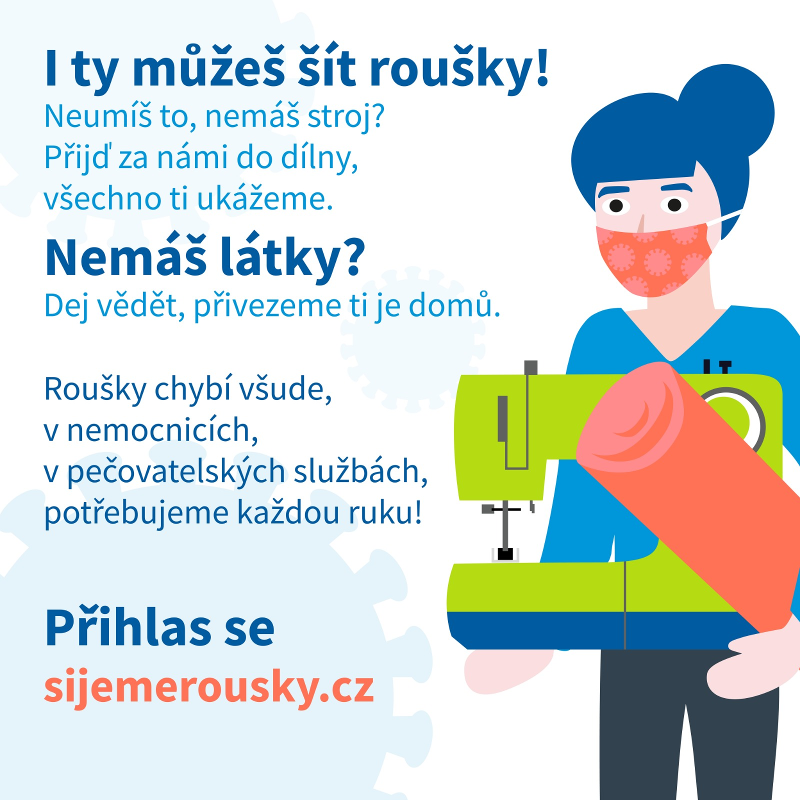 I ty můžeš šít roušky!
Neumíš to, nemáš stroj?
Přijď za námi do dílny,
všechno ti ukážeme.
Nemáš látky?
Dej vědět, přivezeme ti je domů.
Roušky chybí všude,
v nemocnicích,
v pečovatelských službách,
potřebujeme každou ruku!
Přihlas se
sijemerousky.cz